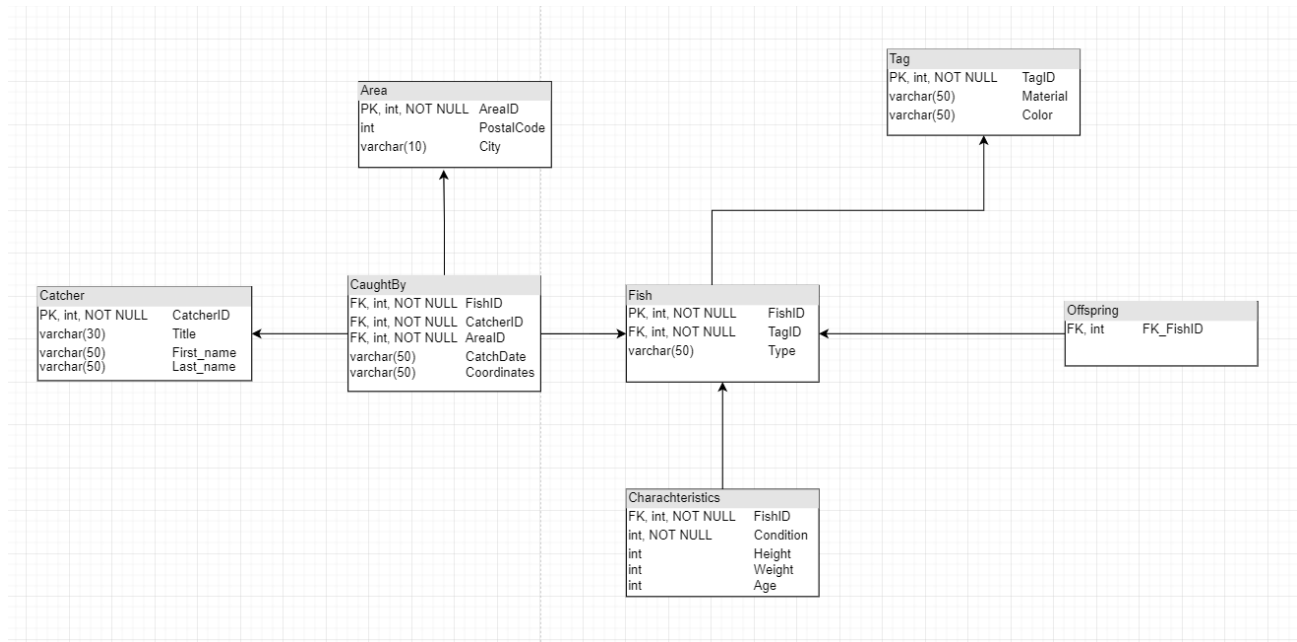 Tag
PK, int, NOT NULL TagID
varchar(50) Material
varchar(50) Color
Area
PK, int, NOT NULL AreaID
int PostalCode
varchar(10) City
CaughtBy
FK, int, NOT NULL FishID
FK, int, NOT NULL CatcherID
FK, int, NOT NULL AreaID
varchar(50) CatchDate
varchar(50) Coordinates
Catcher
PK, int, NOT NULL CatcherID
varchar(30) Title
varchar(50) First_name
varchar(50) Last_name
Fish
PK, int, NOT NULL FishID
FK, int, NOT NULL TagID
varchar(50) Type
Offspring
FK, int FK_FishID
Charachteristics
FK, int, NOT NULL FishID
int, NOT NULL Condition
int Height
int Weight
int Age